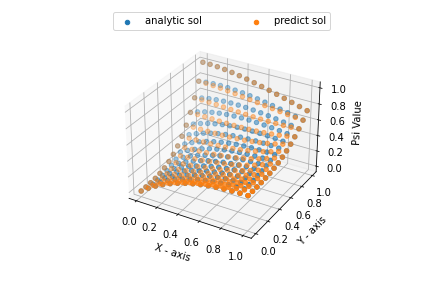 analytic sol predict sol
1.0
0.8
0.6
0.4
0.2
0.0
Psi Value
0.0 0.2 0.4 0.6 0.8 1.0
X - axis
0.0 0.2 0.4 0.6 0.8 1.0
Y - axis